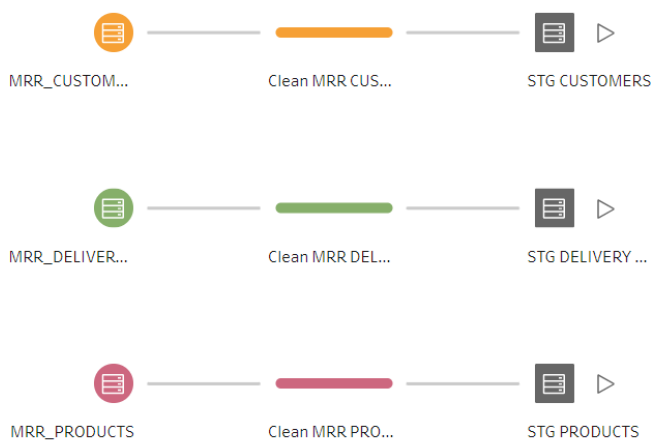 MRR_CUSTOM... Clean MRR CUS... STG CUSTOMERS
MRR_DELIVER... Clean MRR DEL... STG DELIVERY ...
MRR_PRODUCTS Clean MRR PRO... STG PRODUCTS